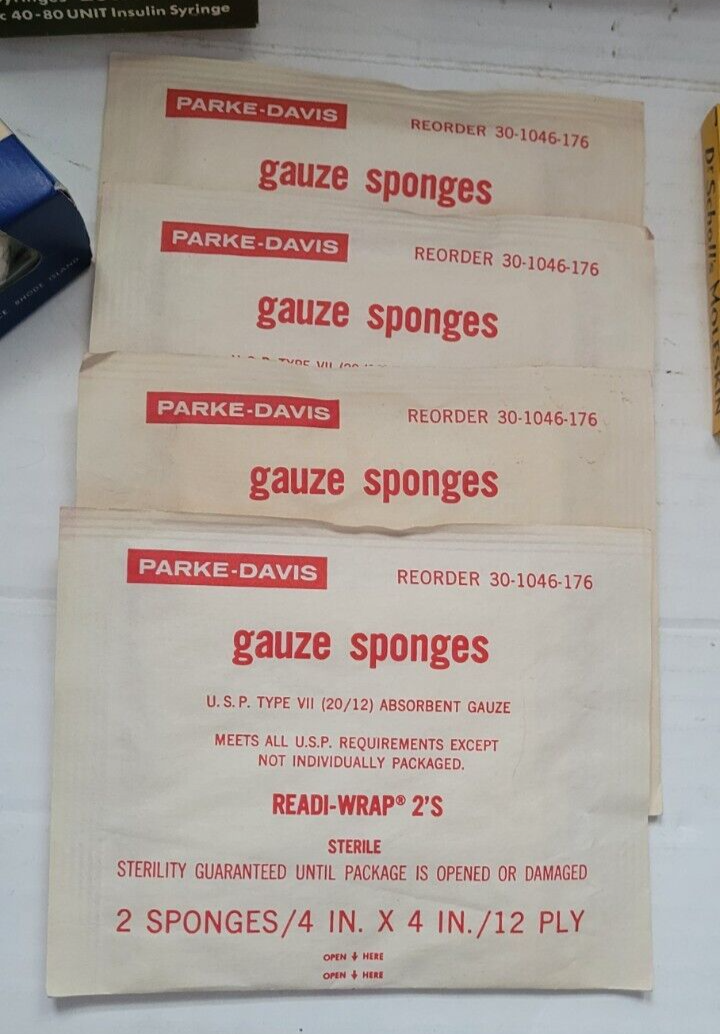 c 40-80 UNIT Insulin Syringe
PARKE-DAVIS
REORDER 30-1046-176
gauze sponges
PARKE-DAVIS
REORDER 30-1046-176
gauze sponges
U.S.P. TYPE VII
PARKE-DAVIS
REORDER 30-1046-176
gauze sponges
PARKE-DAVIS
REORDER 30-1046-176
gauze sponges
U.S.P. TYPE VII (20/12) ABSORBENT GAUZE
MEETS ALL U.S.P. REQUIREMENTS EXCEPT
NOT INDIVIDUALLY PACKAGED.
READI-WRAP® 2'S
STERILE
STERILITY GUARANTEED UNTIL PACKAGE IS OPENED OR DAMAGED
2 SPONGES/4 IN. X 4 IN./12 PLY
OPEN ↓ HERE
OPEN ↓ HERE
RHODE ISLAND
Dr Scholl's